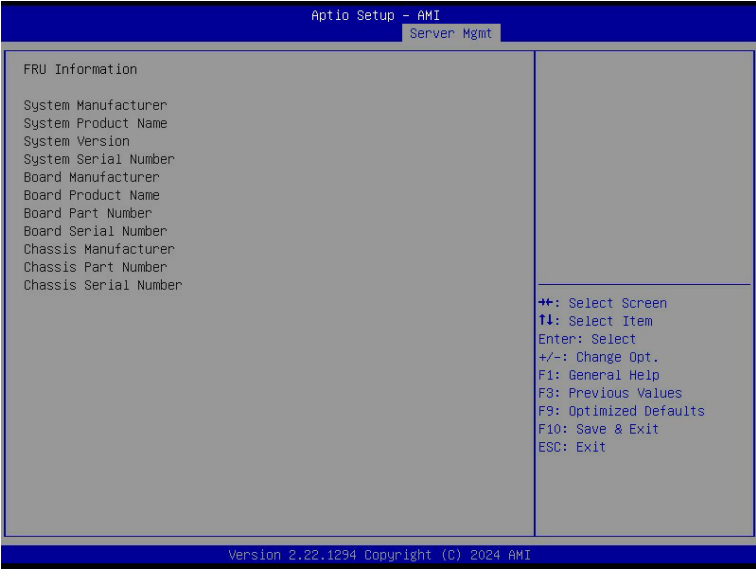 Aptio Setup – AMI
Server Mgmt
FRU Information
System Manufacturer
System Product Name
System Version
System Serial Number
Board Manufacturer
Board Product Name
Board Part Number
Board Serial Number
Chassis Manufacturer
Chassis Part Number
Chassis Serial Number
→←: Select Screen
↑↓: Select Item
Enter: Select
+/-: Change Opt.
F1: General Help
F3: Previous Values
F9: Optimized Defaults
F10: Save & Exit
ESC: Exit
Version 2.22.1294 Copyright (C) 2024 AMI